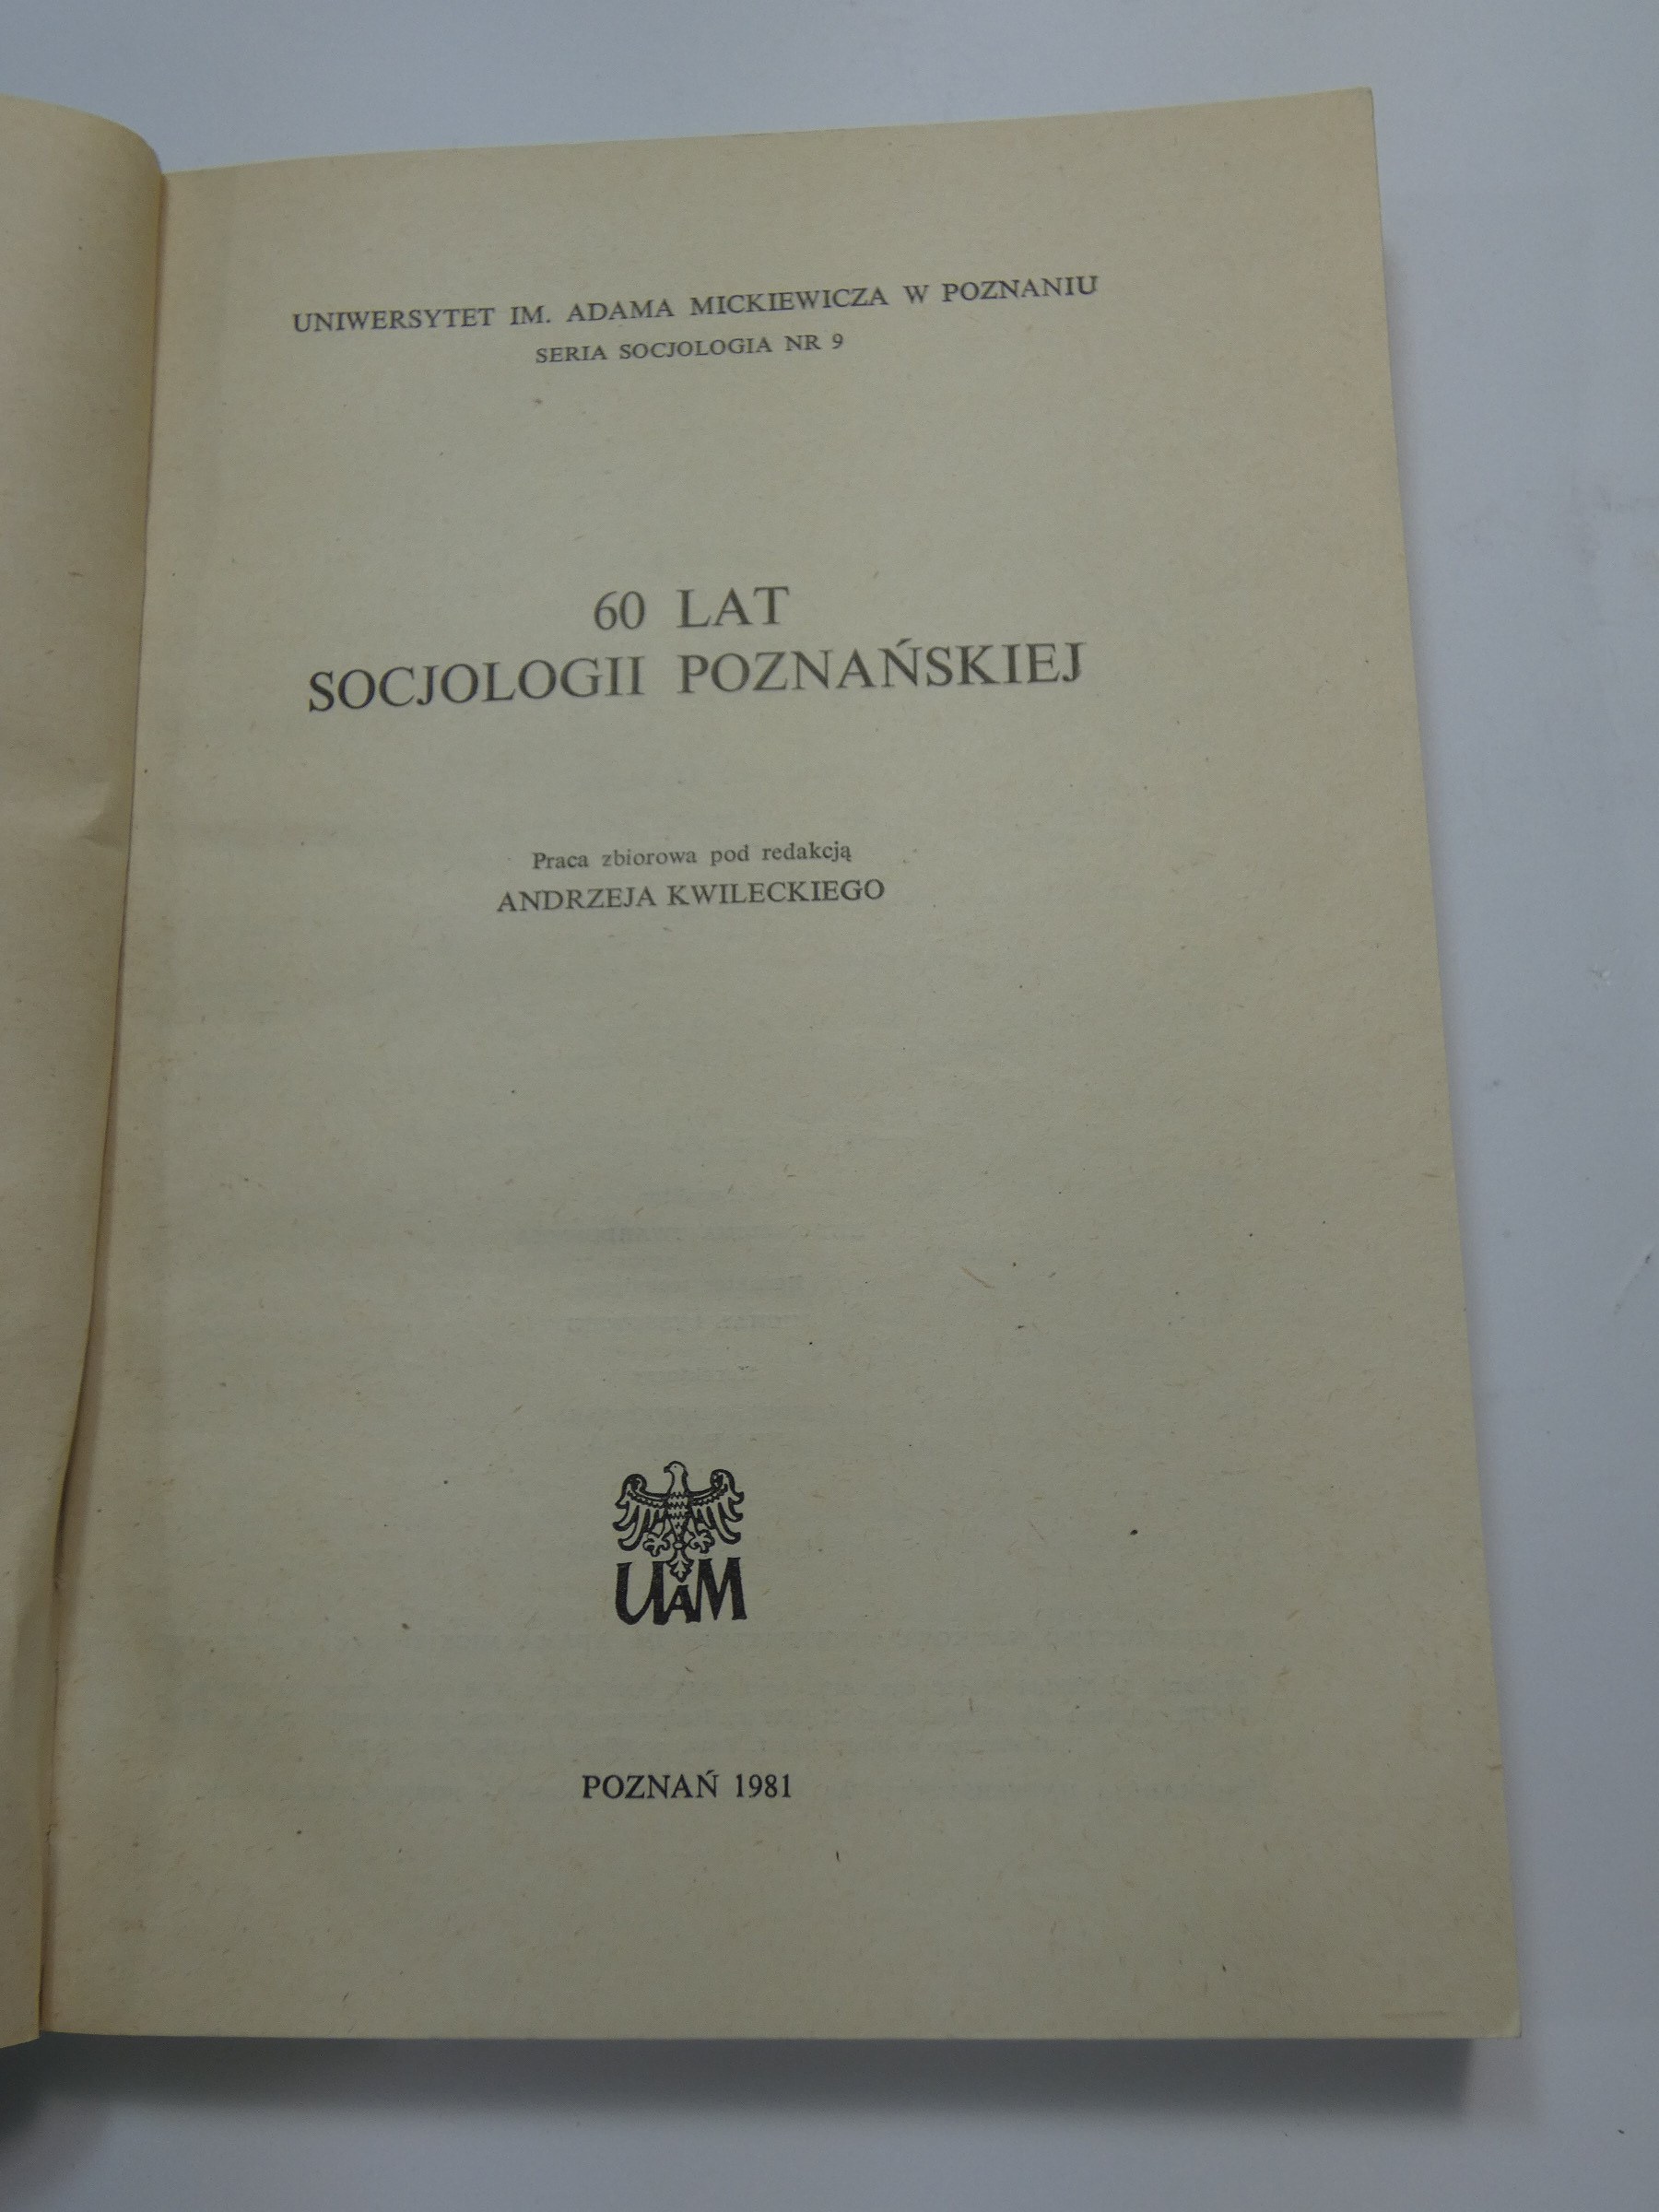 UNIWERSYTET IM. ADAMA MICKIEWICZA W POZNANIU
SERIA SOCJOLOGIA NR 9
60 LAT
SOCJOLOGII POZNAŃSKIEJ
Praca zbiorowa pod redakcją
ANDRZEJA KWILECKIEGO
UAM
POZNAŃ 1981